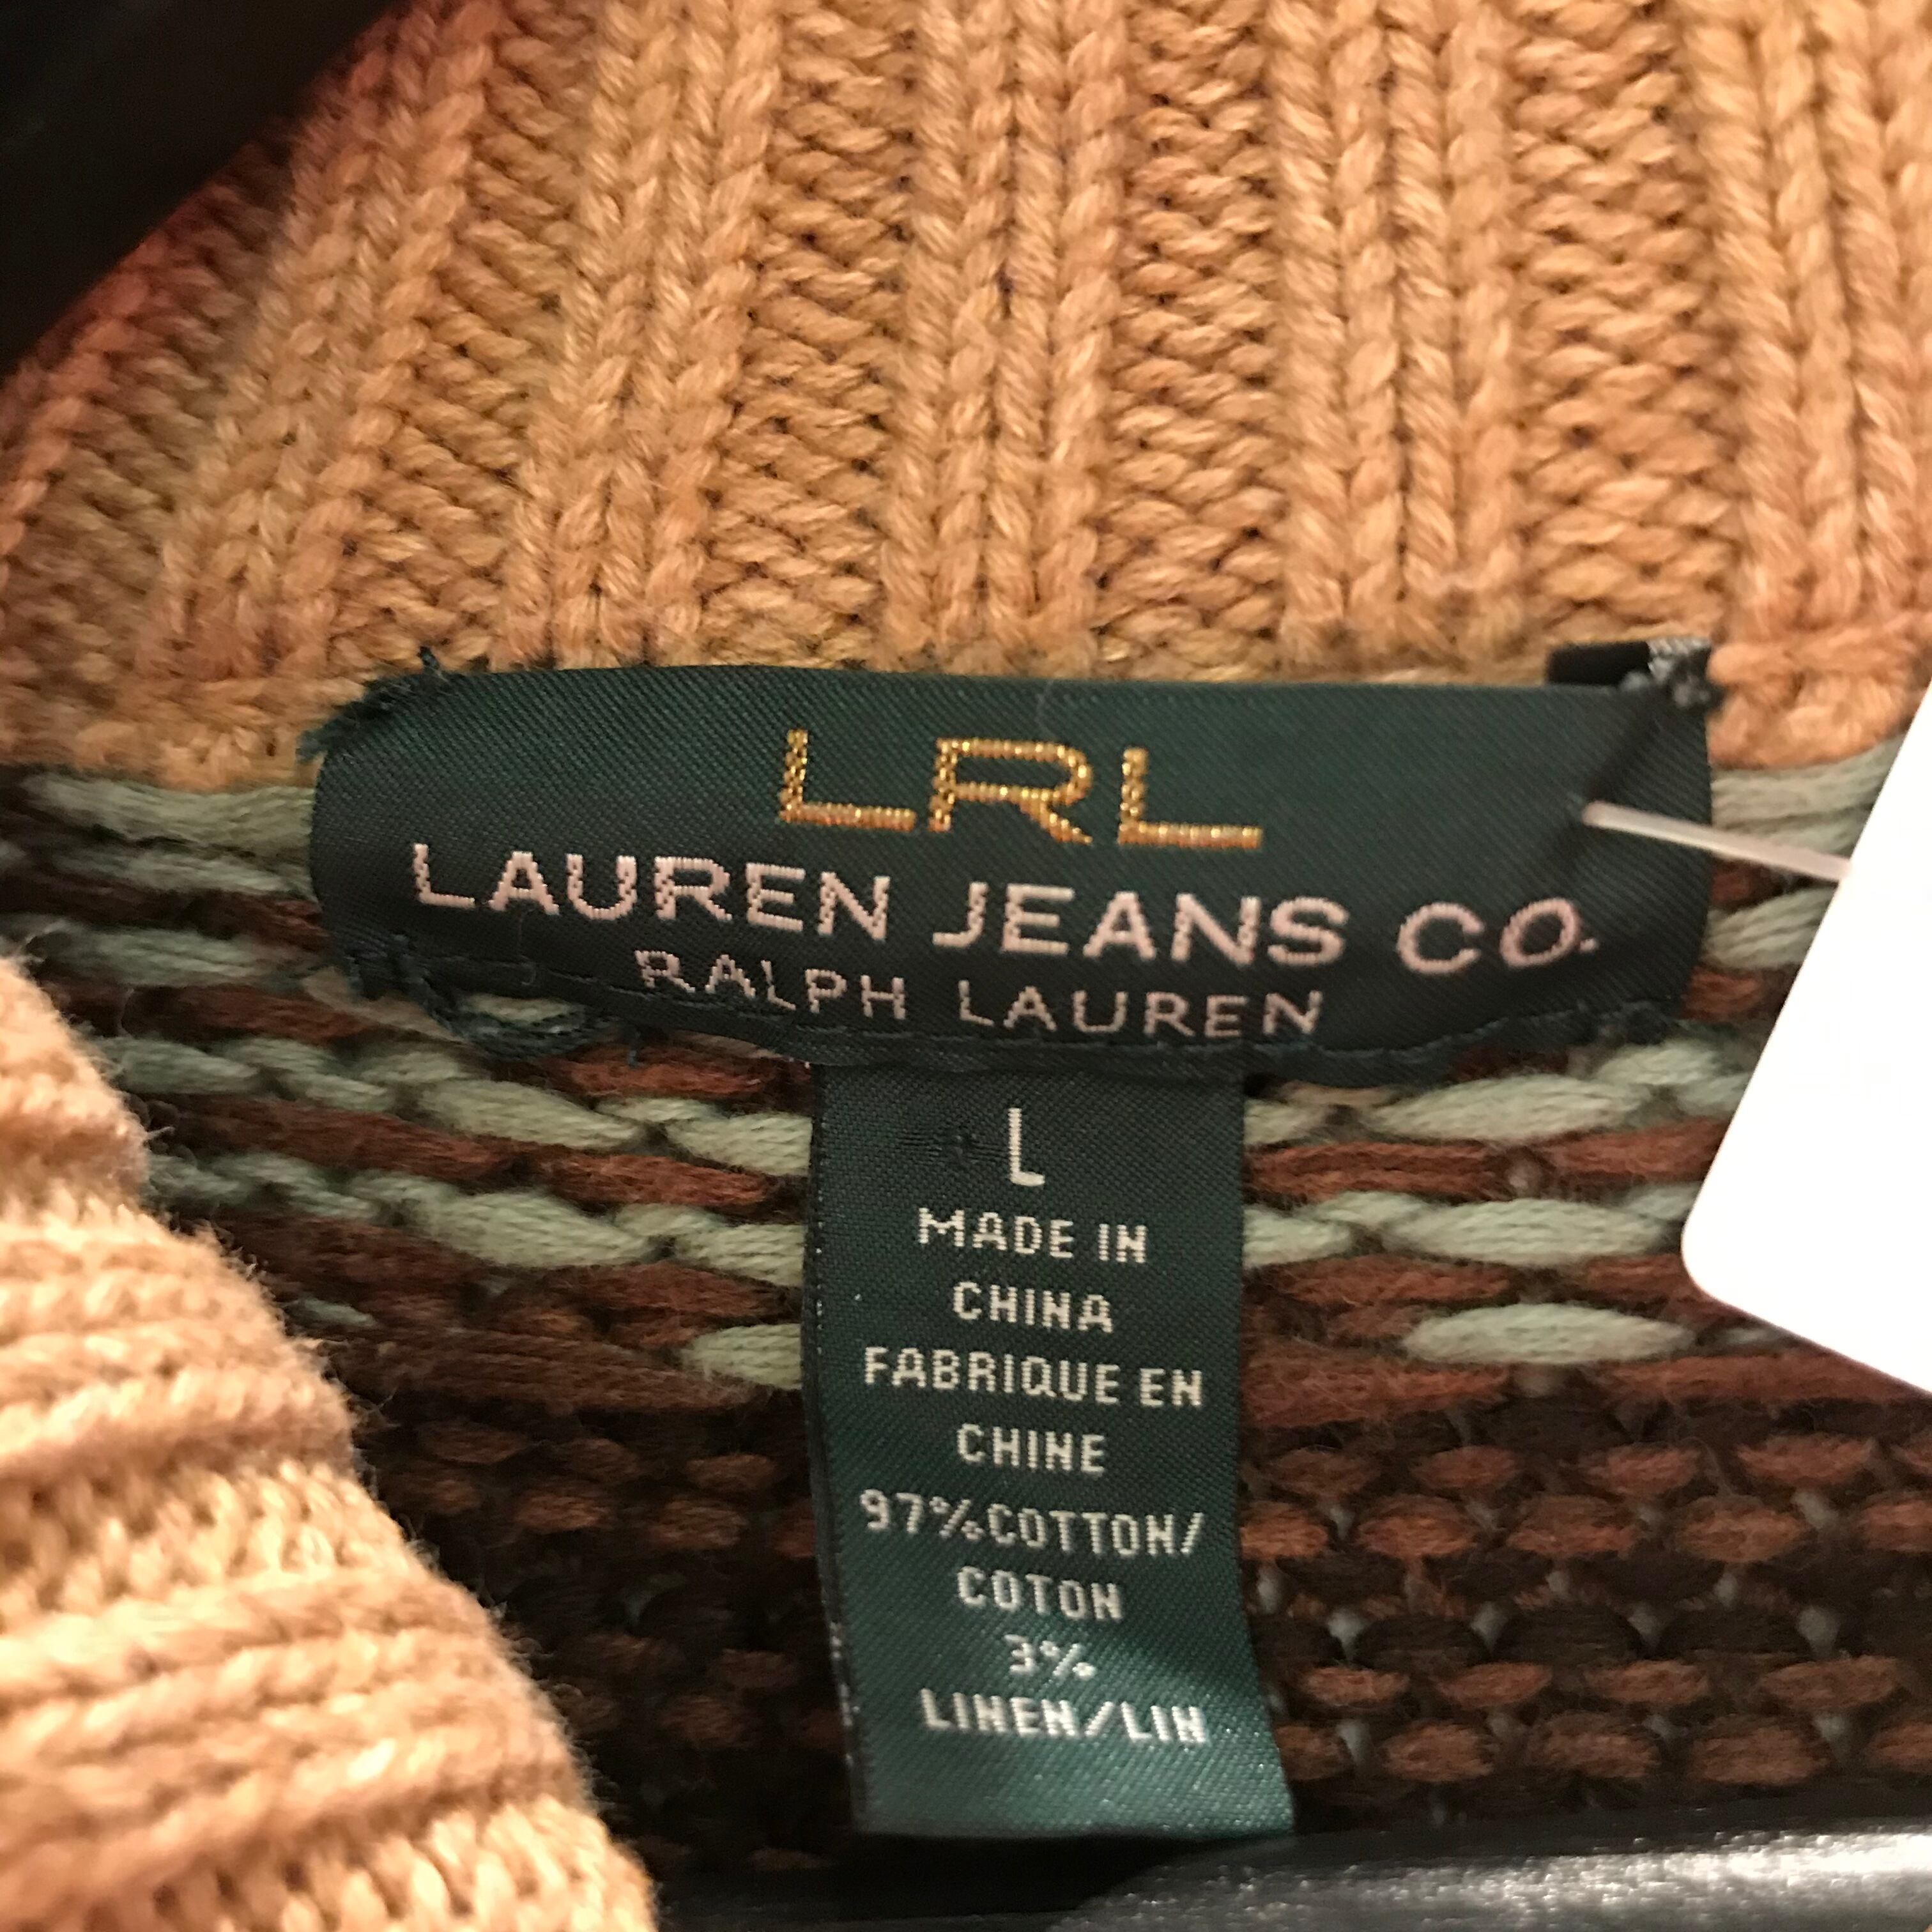 LRL
LAUREN JEANS CO.
RALPH LAUREN
L
MADE IN
CHINA
FABRIQUE EN
CHINE
97%COTTON/
COTON
3%
LINEN/LIN